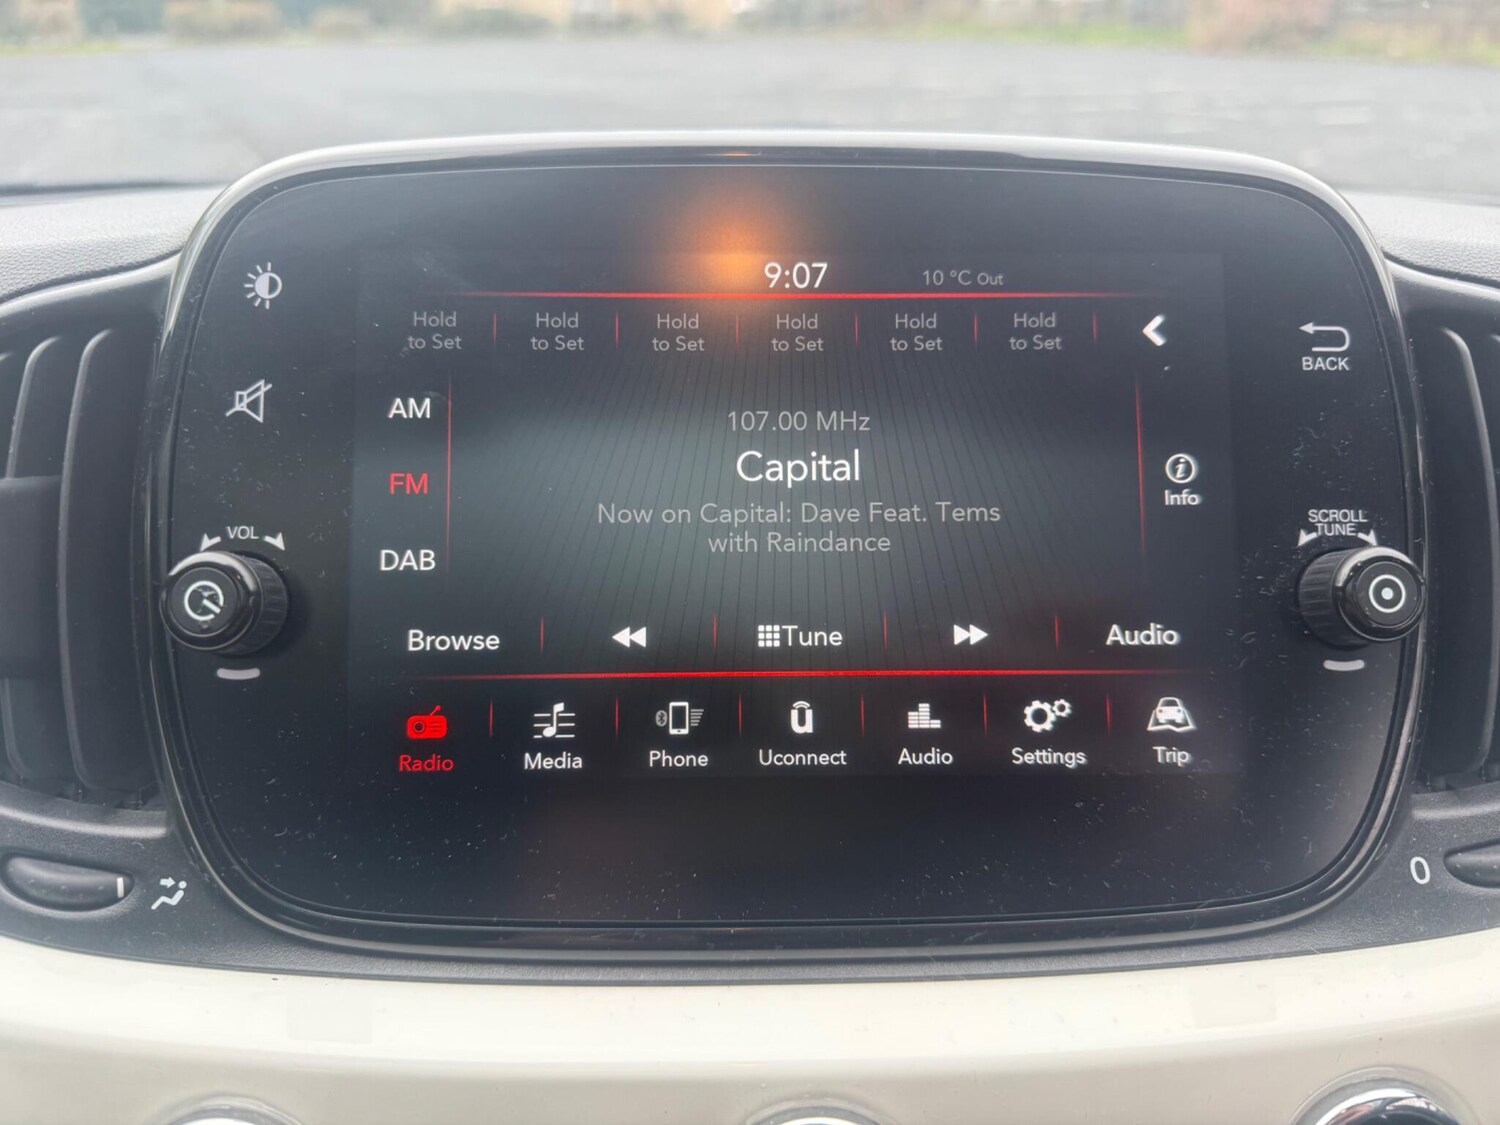 9:07
10 °C Out
Hold
to Set
Hold
to Set
Hold
to Set
Hold
to Set
Hold
to Set
Hold
to Set
BACK
AM
107.00 MHz
Capital
FM
Info
Now on Capital: Dave Feat. Tems
with Raindance
VOL
SCROLL
TUNE
DAB
Browse
Tune
Audio
Radio
Media
Phone
Uconnect
Audio
Settings
Trip
0